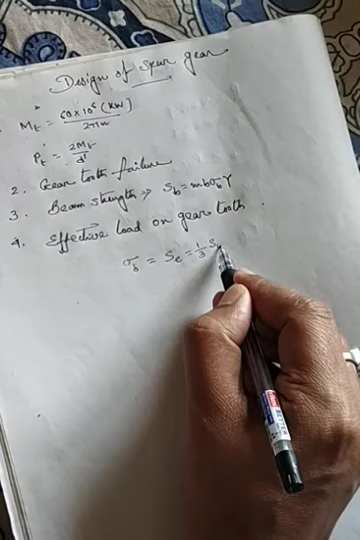 Design of spur gear
Mt = 60×10⁶(KW) / 2πn
Pt = 2Mt / d'
2. Gear tooth failure
3. Beam strength ⇒ Sb = mbσbY
4. Effective load on gear tooth.
σb = Se = 1/3 S